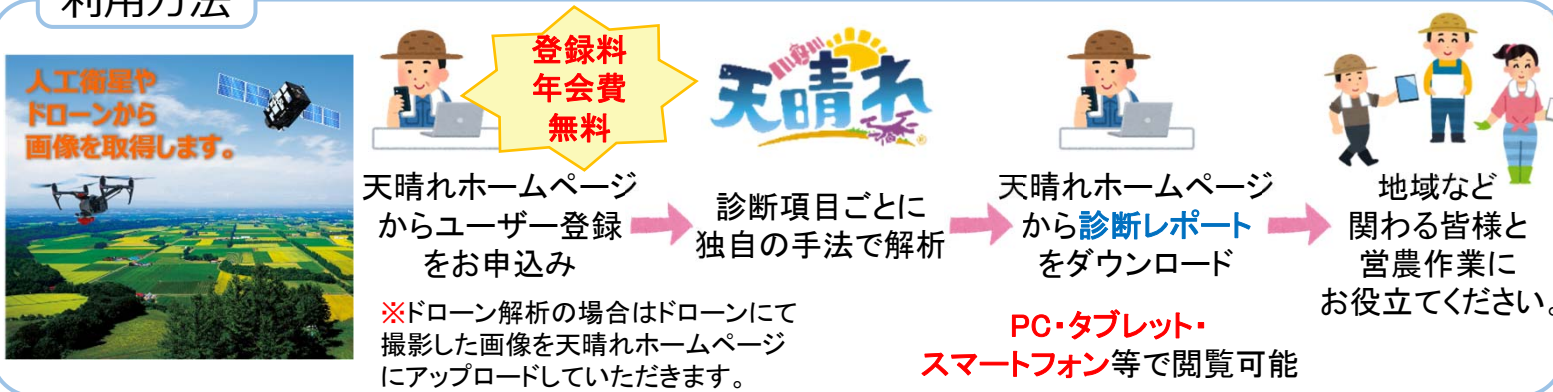 利用方法
人工衛星や
ドローンから
画像を取得します。
登録料
年会費
無料
天晴れホームページ
からユーザー登録
をお申込み
※ドローン解析の場合はドローンにて
撮影した画像を天晴れホームページ
にアップロードしていただきます。
天晴れ®
診断項目ごとに
独自の手法で解析
天晴れホームページ
から診断レポート
をダウンロード
PC・タブレット・
スマートフォン等で閲覧可能
地域など
関わる皆様と
営農作業に
お役立てください。